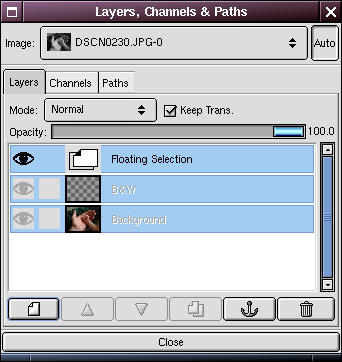 Layers, Channels & Paths
Image: DSCN0230.JPG-0 Auto
Layers Channels Paths
Mode: Normal Keep Trans.
Opacity: 100.0
Floating Selection
B&W
Background
Close